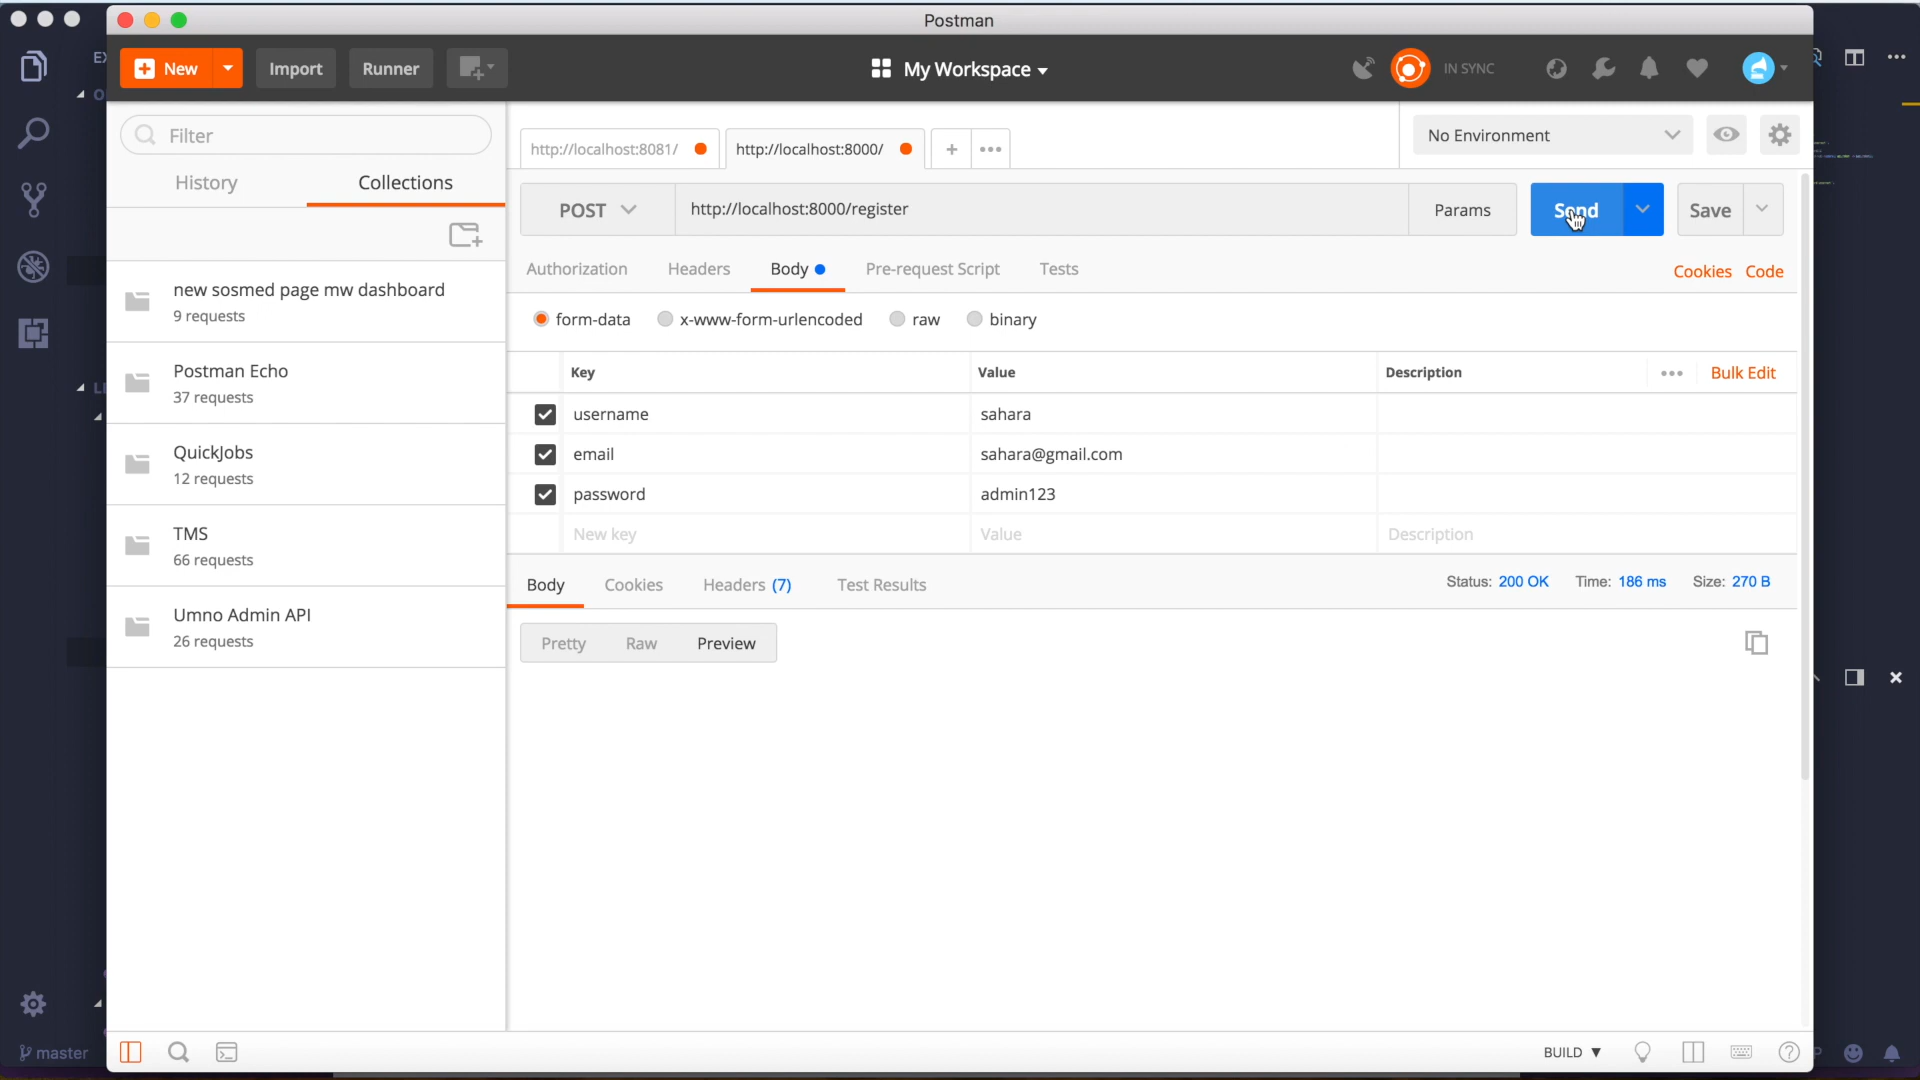 Postman
New
Import
Runner
My Workspace
IN SYNC
EX
O
LI
Filter
History
Collections
new sosmed page mw dashboard
9 requests
Postman Echo
37 requests
QuickJobs
12 requests
TMS
66 requests
Umno Admin API
26 requests
http://localhost:8081/
http://localhost:8000/
+
No Environment
POST
http://localhost:8000/register
Params
Send
Save
Authorization
Headers
Body
Pre-request Script
Tests
Cookies
Code
form-data
x-www-form-urlencoded
raw
binary
Key
Value
Description
Bulk Edit
username
sahara
email
sahara@gmail.com
password
admin123
New key
Value
Description
Body
Cookies
Headers (7)
Test Results
Status: 200 OK
Time: 186 ms
Size: 270 B
Pretty
Raw
Preview
master
BUILD